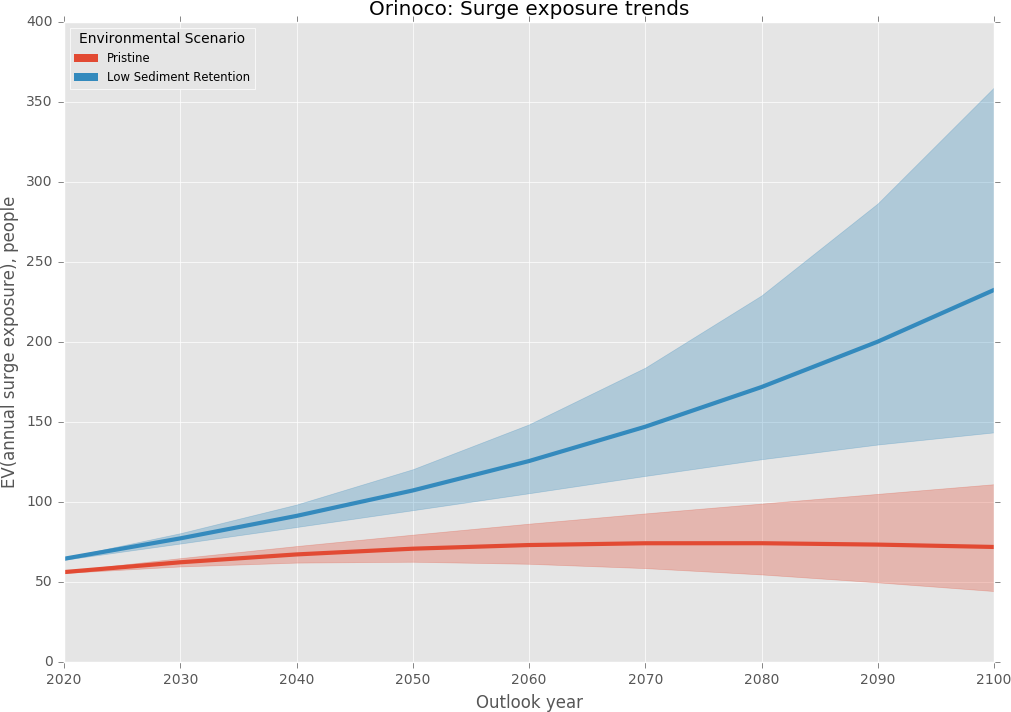 Orinoco: Surge exposure trends
Environmental Scenario
Pristine
Low Sediment Retention
EV(annual surge exposure), people
400
350
300
250
200
150
100
50
0
2020 2030 2040 2050 2060 2070 2080 2090 2100
Outlook year